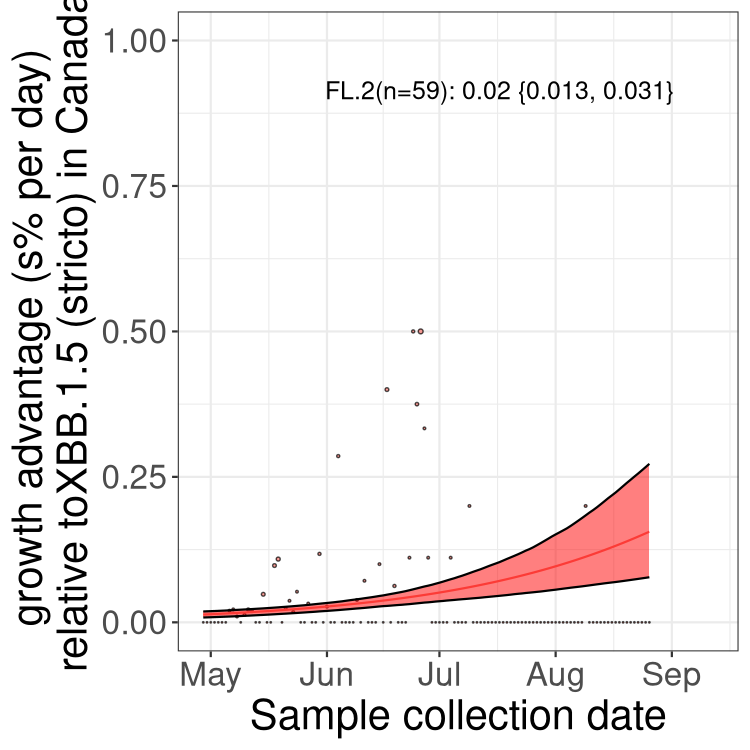 growth advantage (s% per day)
relative toXBB.1.5 (stricto) in Canada
1.00
0.75
0.50
0.25
0.00
FL.2(n=59): 0.02 {0.013, 0.031}
May Jun Jul Aug Sep
Sample collection date